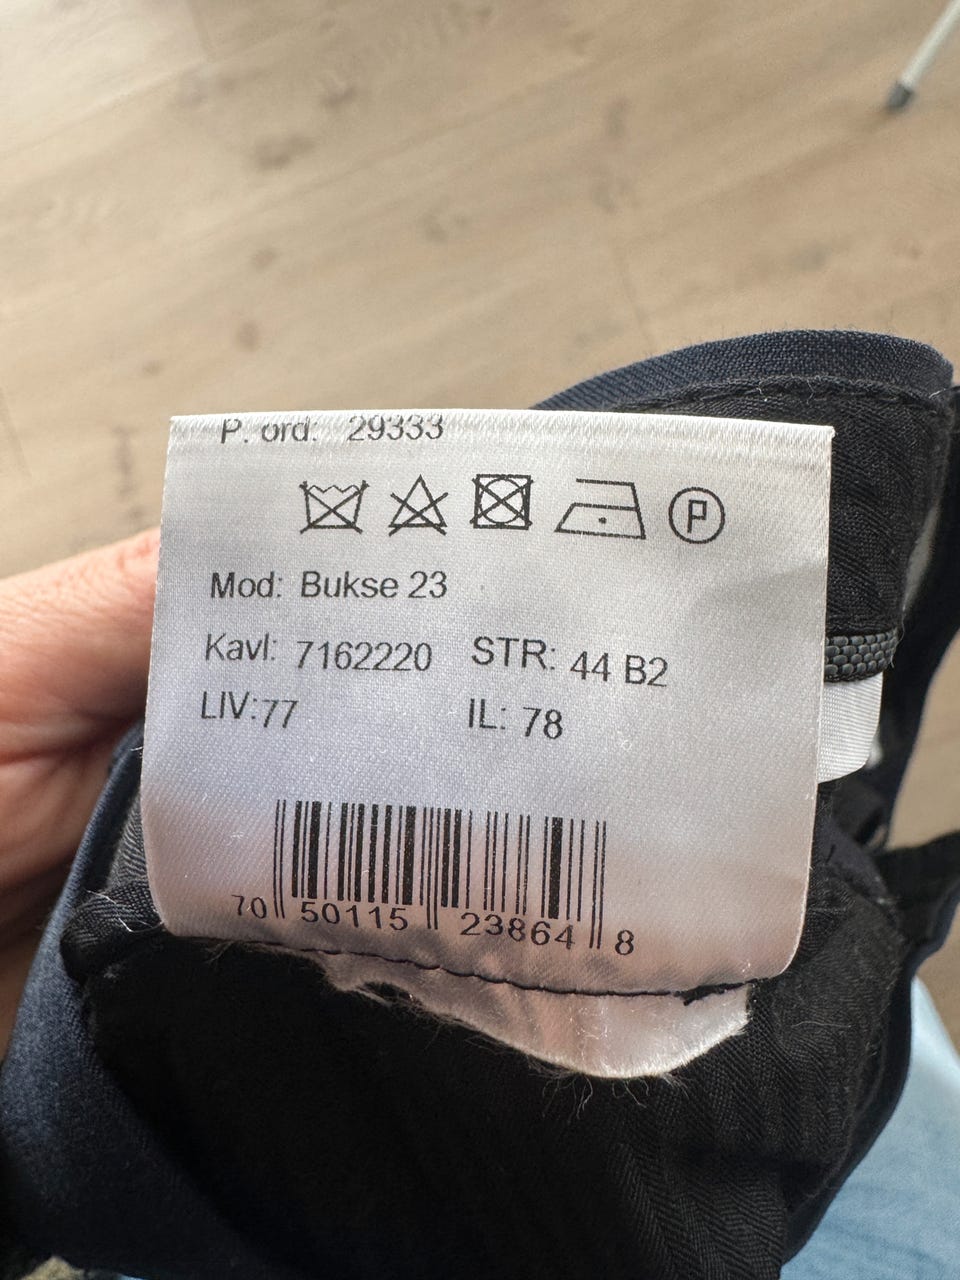 P. ord: 29333
P
Mod: Bukse 23
Kavl: 7162220 STR: 44 B2
LIV:77 IL: 78
70 50115 23864 8